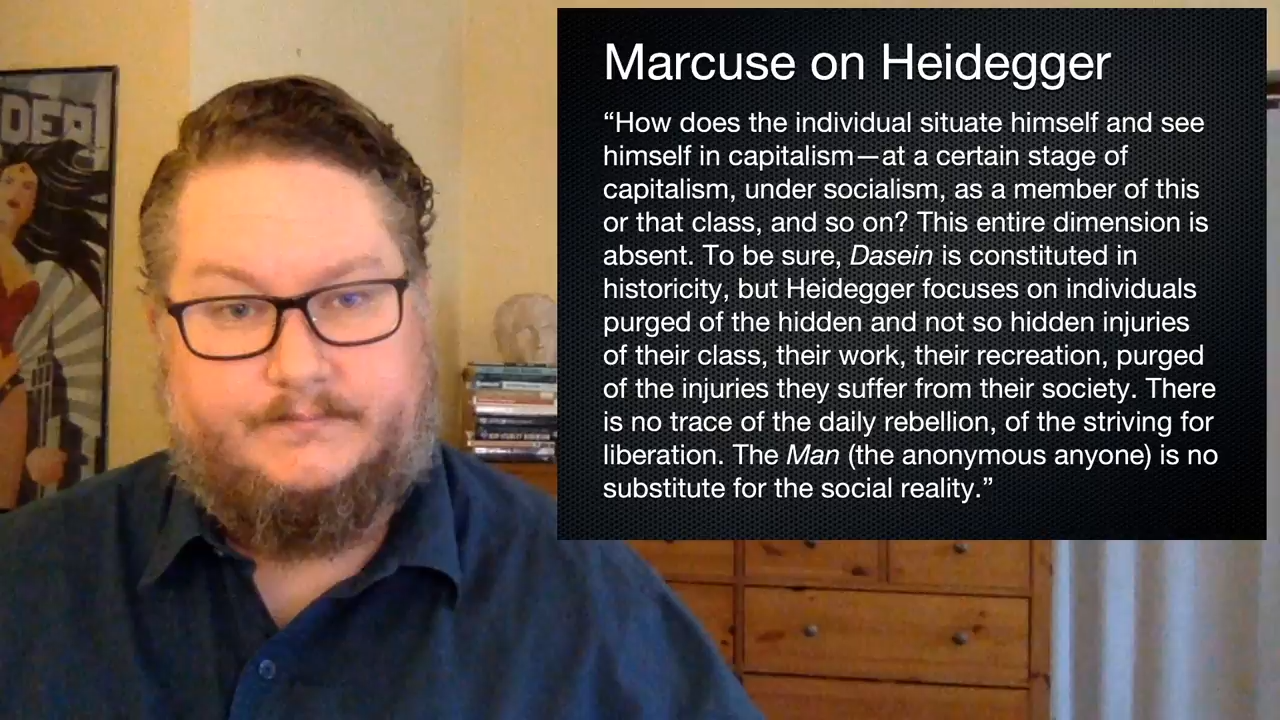 DER!
Marcuse on Heidegger
“How does the individual situate himself and see
himself in capitalism—at a certain stage of
capitalism, under socialism, as a member of this
or that class, and so on? This entire dimension is
absent. To be sure, Dasein is constituted in
historicity, but Heidegger focuses on individuals
purged of the hidden and not so hidden injuries
of their class, their work, their recreation, purged
of the injuries they suffer from their society. There
is no trace of the daily rebellion, of the striving for
liberation. The Man (the anonymous anyone) is no
substitute for the social reality.”